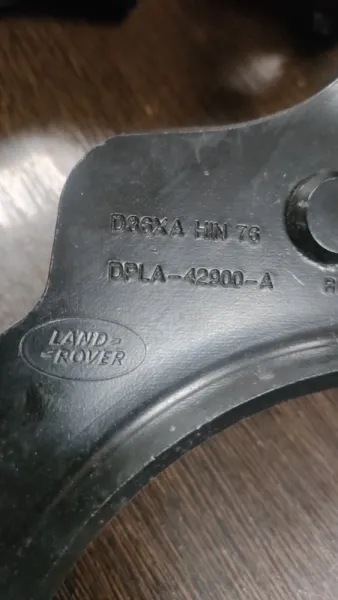 D36XA HIN 76
DPLA-42900-A
R
LAND-
-ROVER